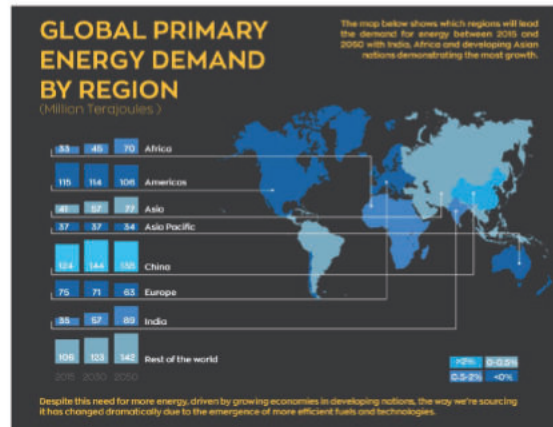 GLOBAL PRIMARY
ENERGY DEMAND
BY REGION
(Million Terajoules)
The map below shows which regions will lead
the demand for energy between 2015 and
2050 with India, Africa and developing Asian
nations demonstrating the most growth.
33 45 70 Africa
115 114 106 Americas
41 57 77 Asia
37 37 34 Asia Pacific
124 144 135 China
75 71 63 Europe
35 57 89 India
106 123 142 Rest of the world
2015 2030 2050
>2% 0-0.5%
0.5-2% <0%
Despite this need for more energy, driven by growing economies in developing nations, the way we're sourcing
it has changed dramatically due to the emergence of more efficient fuels and technologies.